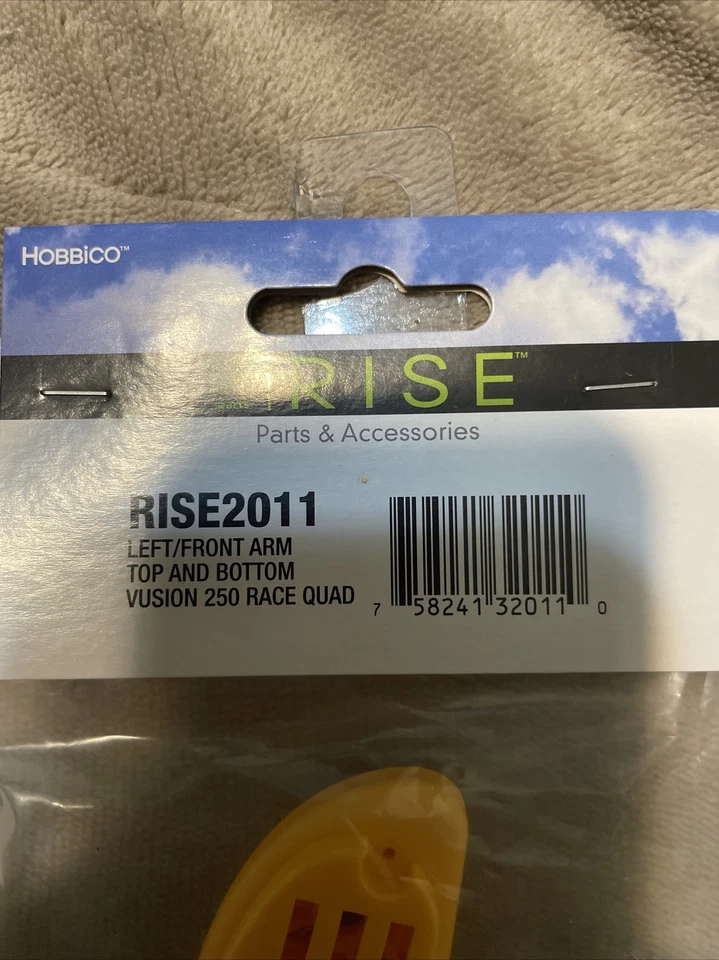 HOBBiCO™
RISE™
Parts & Accessories
RISE2011
LEFT/FRONT ARM
TOP AND BOTTOM
VUSION 250 RACE QUAD
7 58241 32011 0